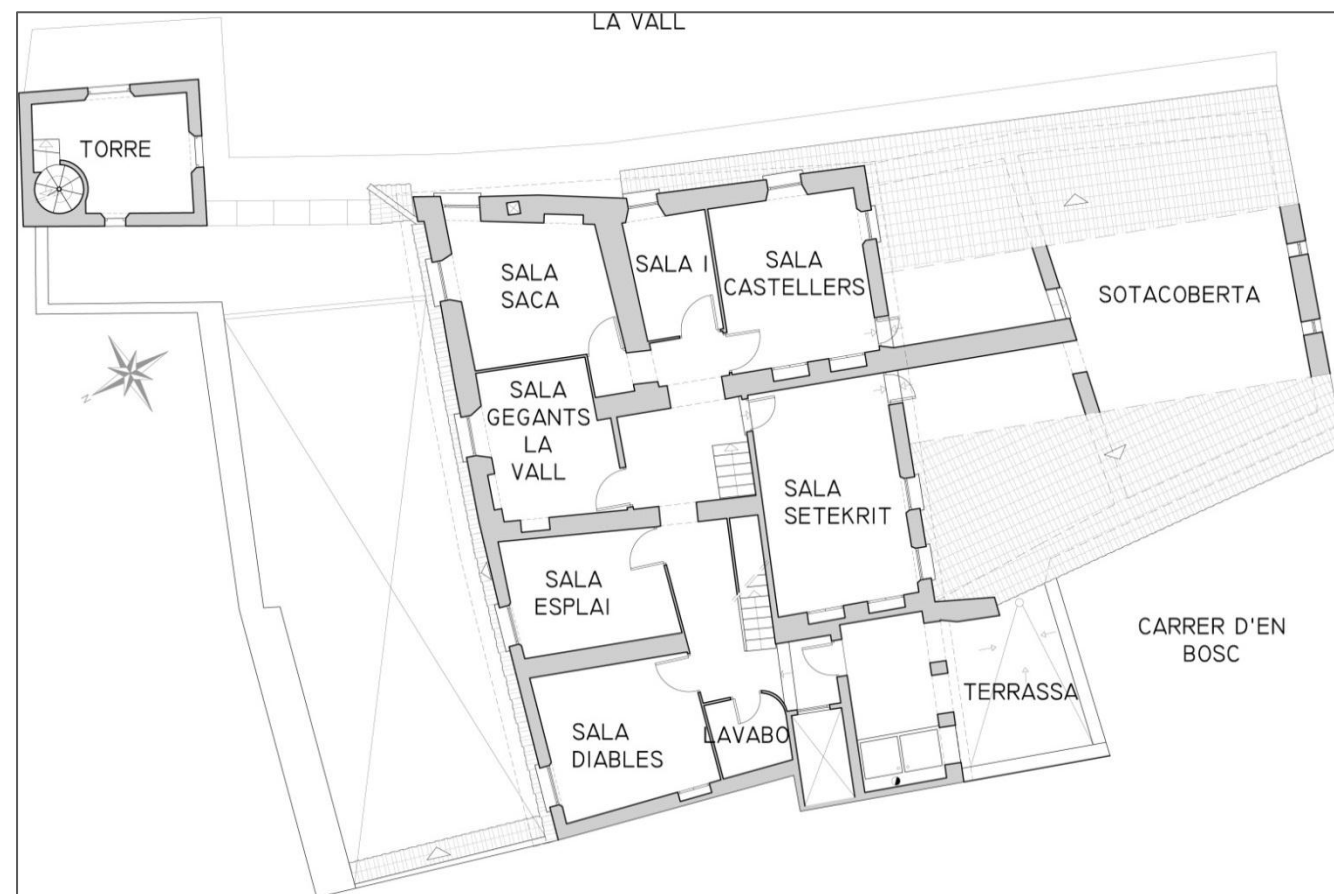 LA VALL
TORRE
SALA
SACA
SALA 1
SALA
CASTELLERS
SOTACOBERTA
SALA
GEGANTS
LA
VALL
SALA
SETEKRIT
SALA
ESPLAI
CARRER D'EN
BOSC
TERRASSA
SALA
DIABLES
LAVABO
N